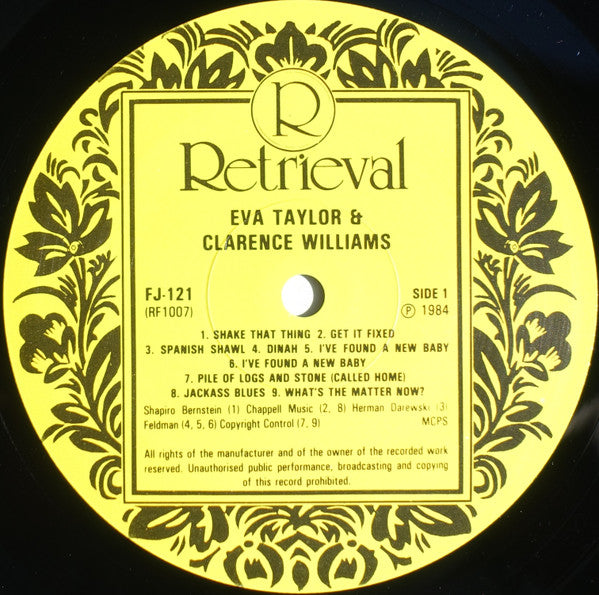 R
Retrieval
EVA TAYLOR &
CLARENCE WILLIAMS
FJ-121 SIDE 1
(RF1007) Ⓟ 1984
1. SHAKE THAT THING 2. GET IT FIXED
3. SPANISH SHAWL 4. DINAH 5. I'VE FOUND A NEW BABY
6. I'VE FOUND A NEW BABY
7. PILE OF LOGS AND STONE (CALLED HOME)
8. JACKASS BLUES 9. WHAT'S THE MATTER NOW?
Shapiro Bernstein (1) Chappell Music (2, 8) Herman Darewski (3)
Feldman (4, 5, 6) Copyright Control (7, 9) MCPS
All rights of the manufacturer and of the owner of the recorded work
reserved. Unauthorised public performance, broadcasting and copying
of this record prohibited.